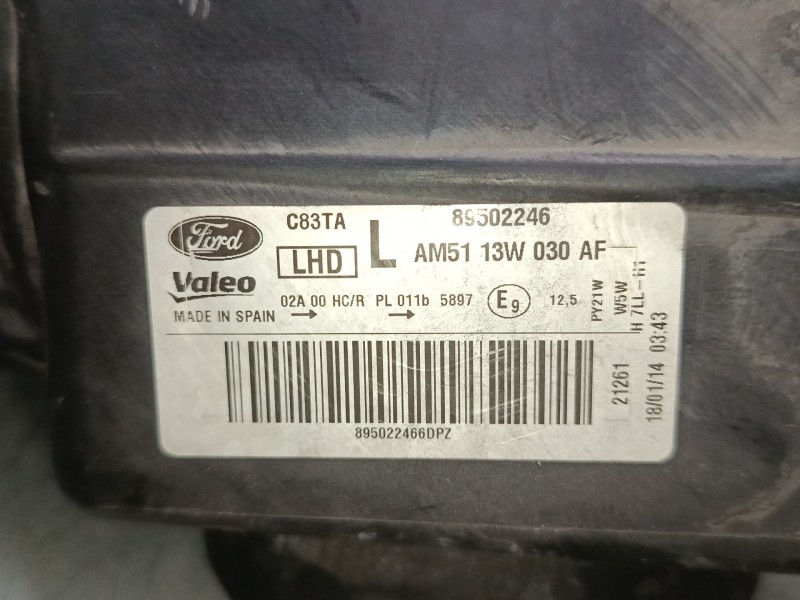 Ford C83TA 89502246
LHD L AM51 13W 030 AF
Valeo
02A 00 HC/R PL 011b 5897 E9 12,5
MADE IN SPAIN → →
PY21W
W5W
H 7LL-H1
21261
18/01/14 03:43
895022466DPZ